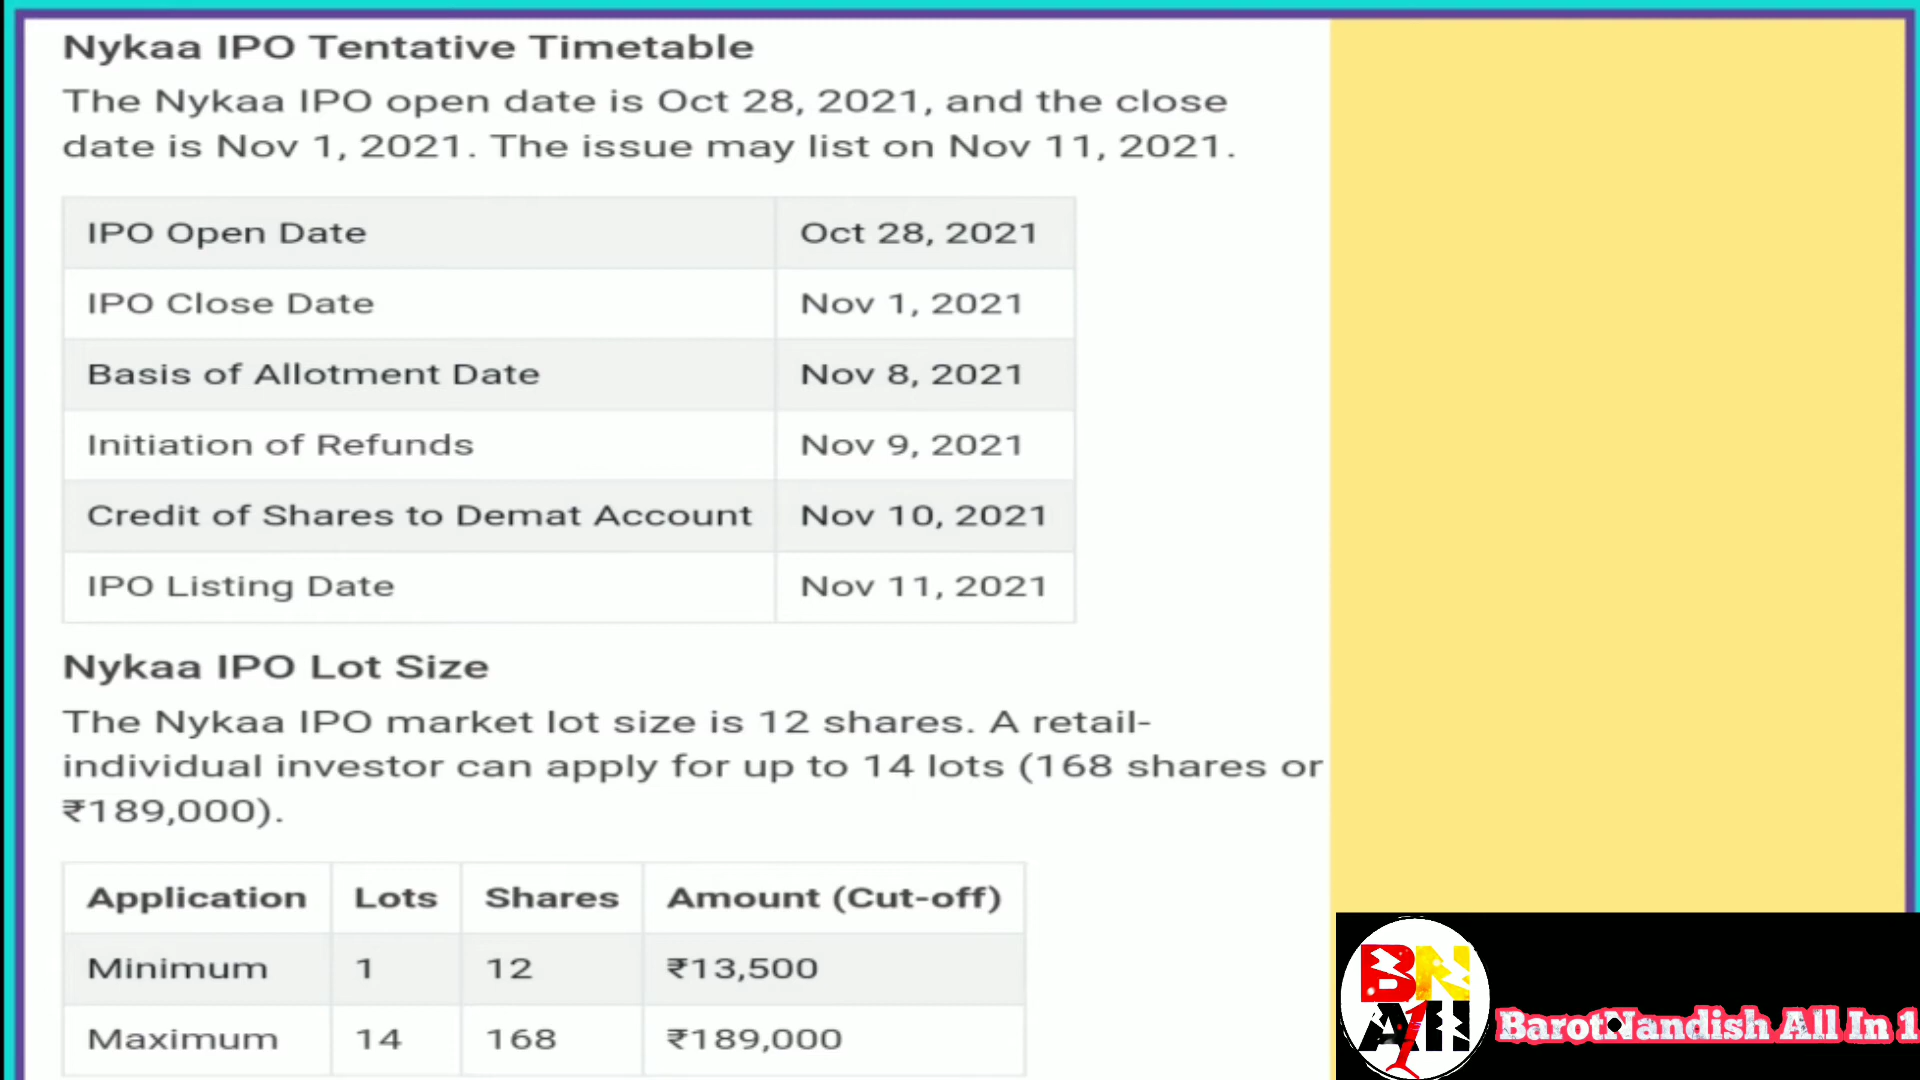 Nykaa IPO Tentative Timetable
The Nykaa IPO open date is Oct 28, 2021, and the close
date is Nov 1, 2021. The issue may list on Nov 11, 2021.
IPO Open Date Oct 28, 2021
IPO Close Date Nov 1, 2021
Basis of Allotment Date Nov 8, 2021
Initiation of Refunds Nov 9, 2021
Credit of Shares to Demat Account Nov 10, 2021
IPO Listing Date Nov 11, 2021
Nykaa IPO Lot Size
The Nykaa IPO market lot size is 12 shares. A retail-
individual investor can apply for up to 14 lots (168 shares or
₹189,000).
Application Lots Shares Amount (Cut-off)
Minimum 1 12 ₹13,500
Maximum 14 168 ₹189,000
BN
A1II
BarotNandish All In 1